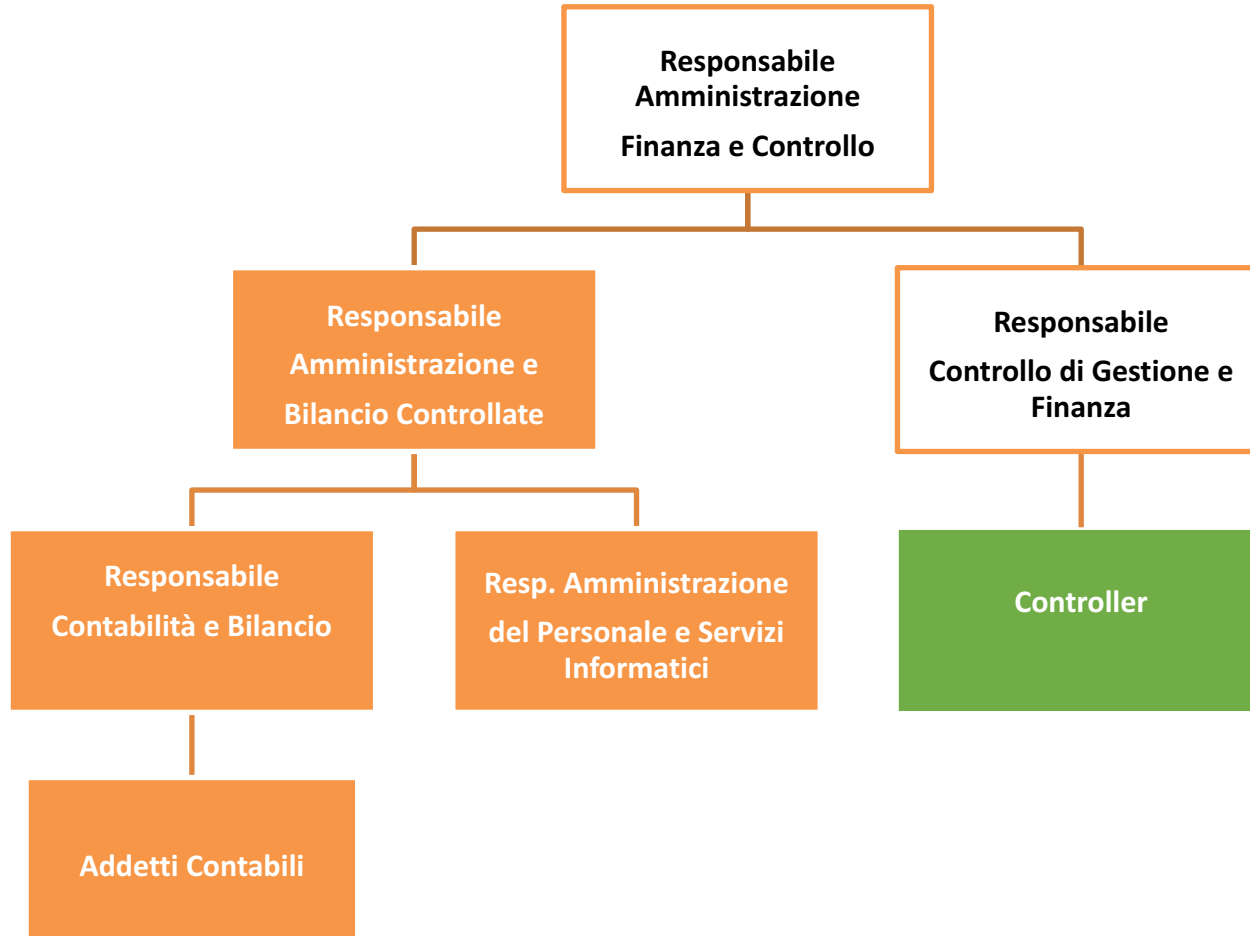 Responsabile
Amministrazione
Finanza e Controllo
Responsabile
Amministrazione e
Bilancio Controllate
Responsabile
Controllo di Gestione e
Finanza
Responsabile
Contabilità e Bilancio
Resp. Amministrazione
del Personale e Servizi
Informatici
Controller
Addetti Contabili